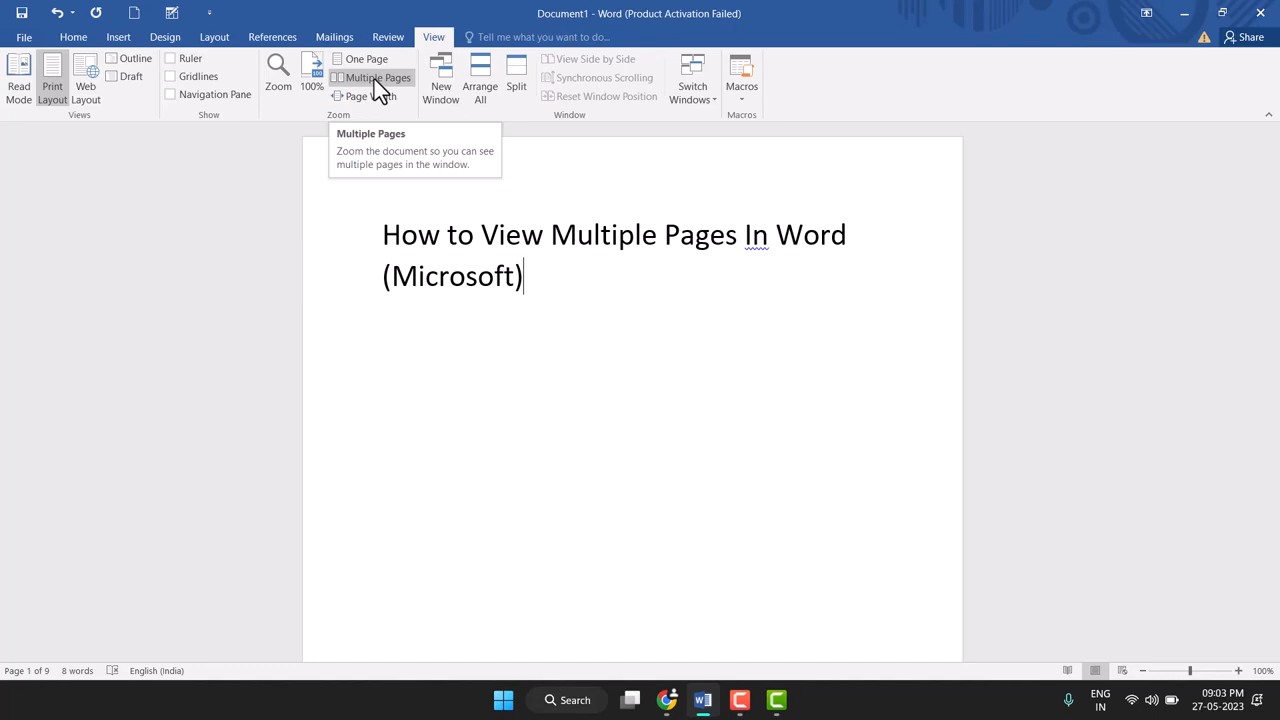 Document1 - Word (Product Activation Failed)
File Home Insert Design Layout References Mailings Review View Tell me what you want to do... Share
Read Mode
Print Layout
Web Layout
Outline
Draft
Views
Ruler
Gridlines
Navigation Pane
Show
Zoom
100
100%
One Page
Multiple Pages
Page
Zoom
New Window
Arrange All
Split
View Side by Side
Synchronous Scrolling
Reset Window Position
Window
Switch Windows
Macros
Macros
Multiple Pages
Zoom the document so you can see
multiple pages in the window.
How to View Multiple Pages In Word
(Microsoft)
Page 1 of 9 8 words English (India) 100%
Search
ENG
IN
09:03 PM
27-05-2023